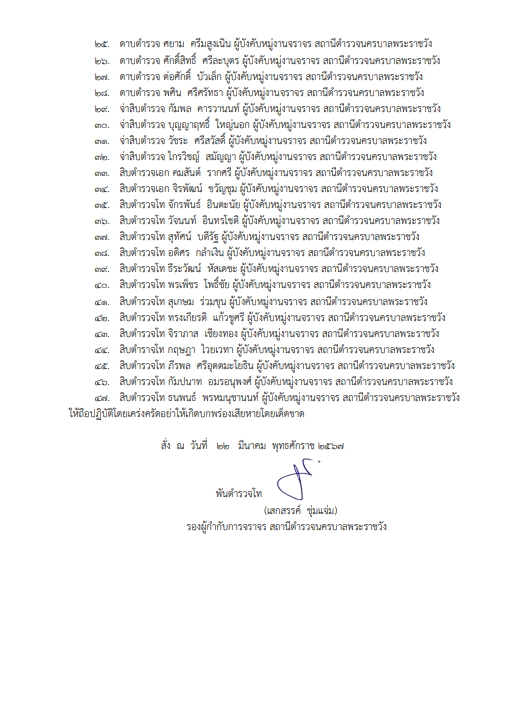 ๒๕. ดาบตำรวจ ศยาม ครีมสูงเนิน ผู้บังคับหมู่งานจราจร สถานีตำรวจนครบาลพระราชวัง
๒๖. ดาบตำรวจ ศักดิ์สิทธิ์ ศรีละบุตร ผู้บังคับหมู่งานจราจร สถานีตำรวจนครบาลพระราชวัง
๒๗. ดาบตำรวจ ต่อศักดิ์ บัวเล็ก ผู้บังคับหมู่งานจราจร สถานีตำรวจนครบาลพระราชวัง
๒๘. ดาบตำรวจ พศิน ศรีศรัทธา ผู้บังคับหมู่งานจราจร สถานีตำรวจนครบาลพระราชวัง
๒๙. จ่าสิบตำรวจ กัมพล คารวานนท์ ผู้บังคับหมู่งานจราจร สถานีตำรวจนครบาลพระราชวัง
๓๐. จ่าสิบตำรวจ บุญญาฤทธิ์ ใหญ่นอก ผู้บังคับหมู่งานจราจร สถานีตำรวจนครบาลพระราชวัง
๓๑. จ่าสิบตำรวจ วัชระ ศรีสวัสดิ์ ผู้บังคับหมู่งานจราจร สถานีตำรวจนครบาลพระราชวัง
๓๒. จ่าสิบตำรวจ ไกรวิชญ์ สมัญญา ผู้บังคับหมู่งานจราจร สถานีตำรวจนครบาลพระราชวัง
๓๓. สิบตำรวจเอก คมสันต์ รากศรี ผู้บังคับหมู่งานจราจร สถานีตำรวจนครบาลพระราชวัง
๓๔. สิบตำรวจเอก จิรพัฒน์ ขวัญชุม ผู้บังคับหมู่งานจราจร สถานีตำรวจนครบาลพระราชวัง
๓๕. สิบตำรวจโท จักรพันธ์ อินตะนัย ผู้บังคับหมู่งานจราจร สถานีตำรวจนครบาลพระราชวัง
๓๖. สิบตำรวจโท วัจนนท์ อินทรโชติ ผู้บังคับหมู่งานจราจร สถานีตำรวจนครบาลพระราชวัง
๓๗. สิบตำรวจโท สุทัศน์ บดีรัฐ ผู้บังคับหมู่งานจราจร สถานีตำรวจนครบาลพระราชวัง
๓๘. สิบตำรวจโท อดิศร กลำเงิน ผู้บังคับหมู่งานจราจร สถานีตำรวจนครบาลพระราชวัง
๓๙. สิบตำรวจโท ธีระวัฒน์ หัสเดชะ ผู้บังคับหมู่งานจราจร สถานีตำรวจนครบาลพระราชวัง
๔๐. สิบตำรวจโท พรเพ็ชร โพธิ์ชัย ผู้บังคับหมู่งานจราจร สถานีตำรวจนครบาลพระราชวัง
๔๑. สิบตำรวจโท สุเกษม ร่วมขุน ผู้บังคับหมู่งานจราจร สถานีตำรวจนครบาลพระราชวัง
๔๒. สิบตำรวจโท ทรงเกียรติ แก้วชูศรี ผู้บังคับหมู่งานจราจร สถานีตำรวจนครบาลพระราชวัง
๔๓. สิบตำรวจโท จิราภาส เชียงทอง ผู้บังคับหมู่งานจราจร สถานีตำรวจนครบาลพระราชวัง
๔๔. สิบตำราจโท กฤษฎา ไวยเวทา ผู้บังคับหมู่งานจราจร สถานีตำรวจนครบาลพระราชวัง
๔๕. สิบตำรวจโท ภีรพล ศรีอุตตมะโยธิน ผู้บังคับหมู่งานจราจร สถานีตำรวจนครบาลพระราชวัง
๔๖. สิบตำรวจโท กัมปนาท อมรอนุพงศ์ ผู้บังคับหมู่งานจราจร สถานีตำรวจนครบาลพระราชวัง
๔๗. สิบตำรวจโท ธนพนธ์ พรหมนุชานนท์ ผู้บังคับหมู่งานจราจร สถานีตำรวจนครบาลพระราชวัง
ให้ถือปฏิบัติโดยเคร่งครัดอย่าให้เกิดบกพร่องเสียหายโดยเด็ดขาด
สั่ง ณ วันที่ ๒๒ มีนาคม พุทธศักราช ๒๕๖๗
พันตำรวจโท
(เสกสรรค์ ชุ่มแจ่ม)
รองผู้กำกับการจราจร สถานีตำรวจนครบาลพระราชวัง